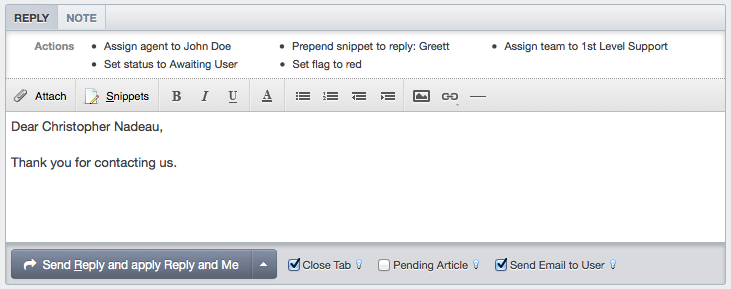 REPLY NOTE
Actions • Assign agent to John Doe • Prepend snippet to reply: Greett • Assign team to 1st Level Support
• Set status to Awaiting User • Set flag to red
Attach Snippets B I U A
Dear Christopher Nadeau,
Thank you for contacting us.
Send Reply and apply Reply and Me Close Tab Pending Article Send Email to User